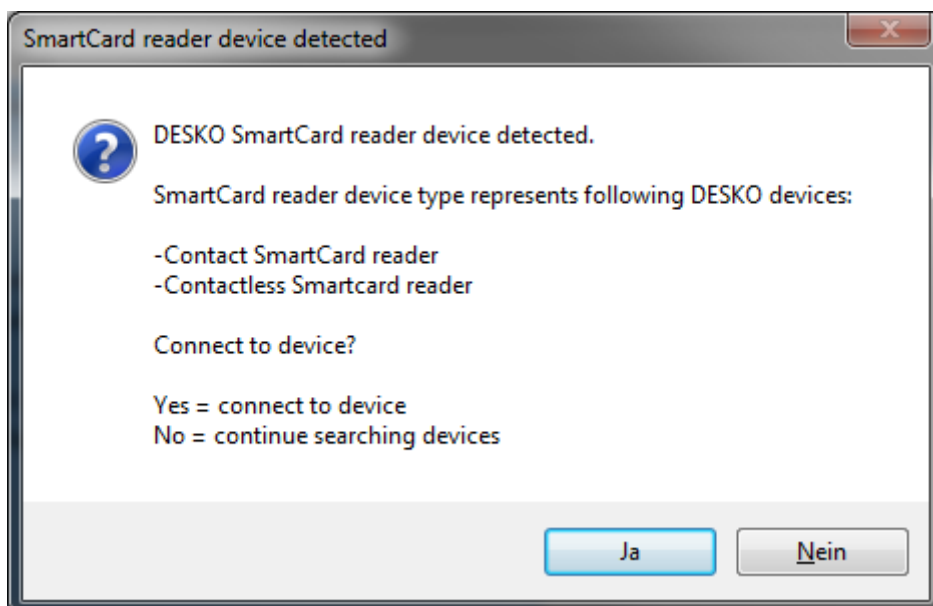 SmartCard reader device detected
DESKO SmartCard reader device detected.
SmartCard reader device type represents following DESKO devices:
-Contact SmartCard reader
-Contactless Smartcard reader
Connect to device?
Yes = connect to device
No = continue searching devices
Ja
Nein